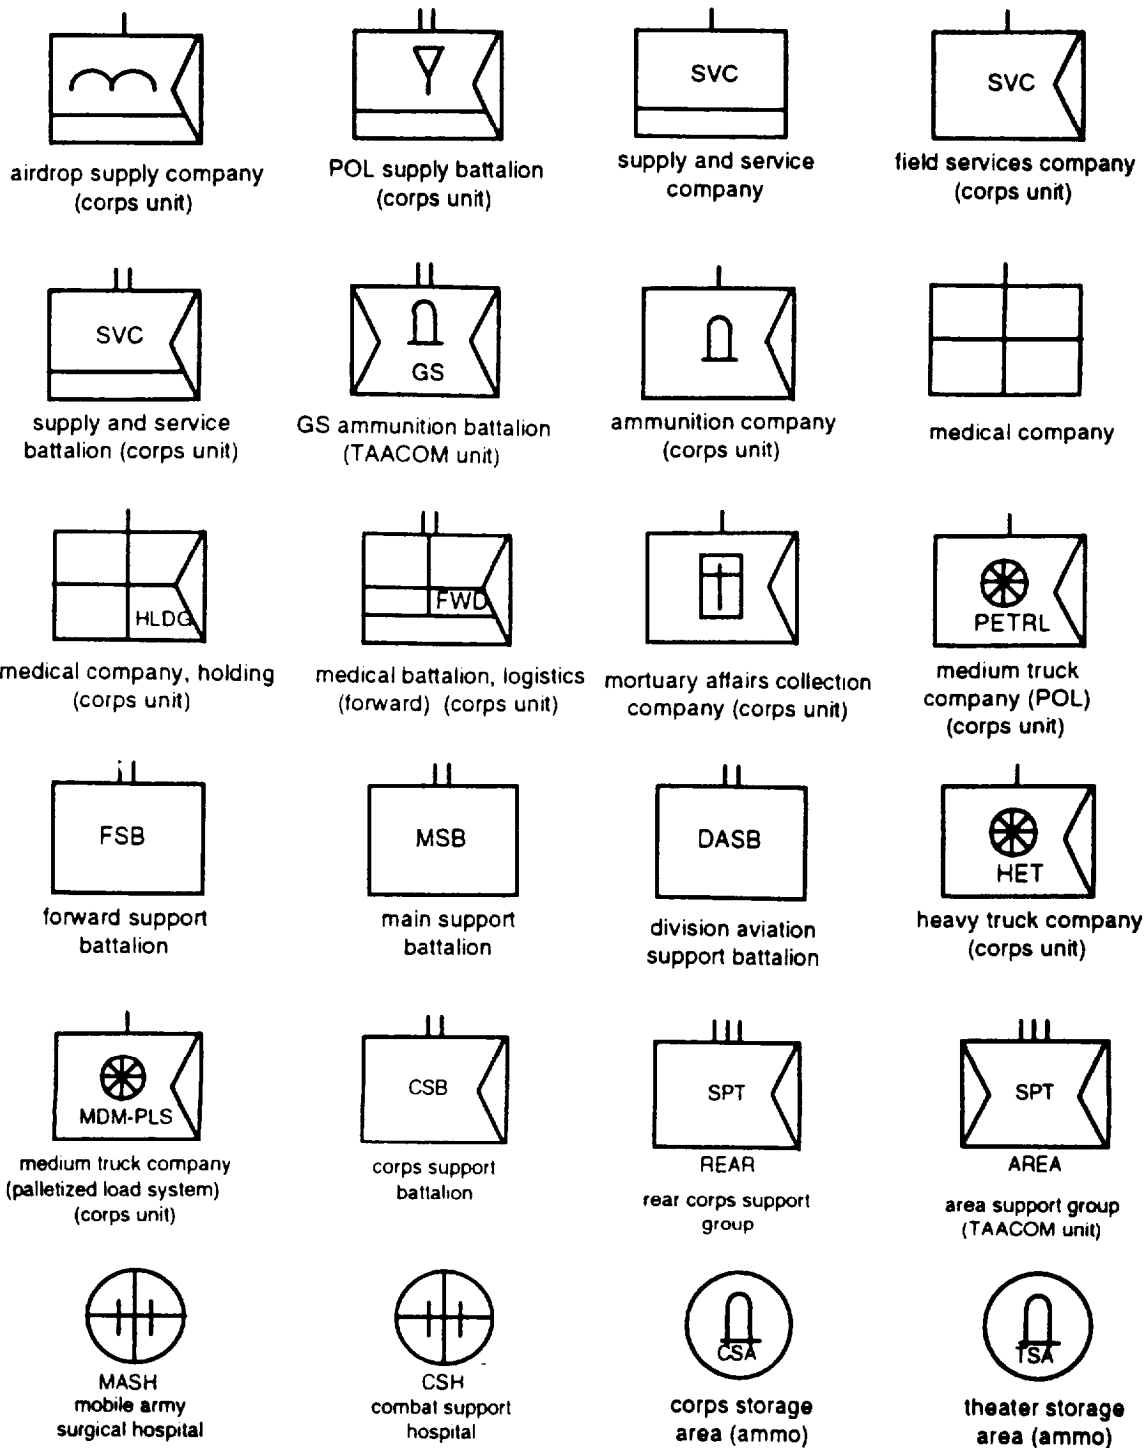 SVC
SVC
airdrop supply company
(corps unit)
POL supply battalion
(corps unit)
supply and service
company
field services company
(corps unit)
SVC
GS
supply and service
battalion (corps unit)
GS ammunition battalion
(TAACOM unit)
ammunition company
(corps unit)
medical company
HLDG
FWD
PETRL
medical company, holding
(corps unit)
medical battalion, logistics
(forward) (corps unit)
mortuary affairs collection
company (corps unit)
medium truck
company (POL)
(corps unit)
FSB
MSB
DASB
HET
forward support
battalion
main support
battalion
division aviation
support battalion
heavy truck company
(corps unit)
MDM-PLS
CSB
SPT
SPT
REAR
AREA
medium truck company
(palletized load system)
(corps unit)
corps support
battalion
rear corps support
group
area support group
(TAACOM unit)
CSA
TSA
MASH
mobile army
surgical hospital
CSH
combat support
hospital
corps storage
area (ammo)
theater storage
area (ammo)